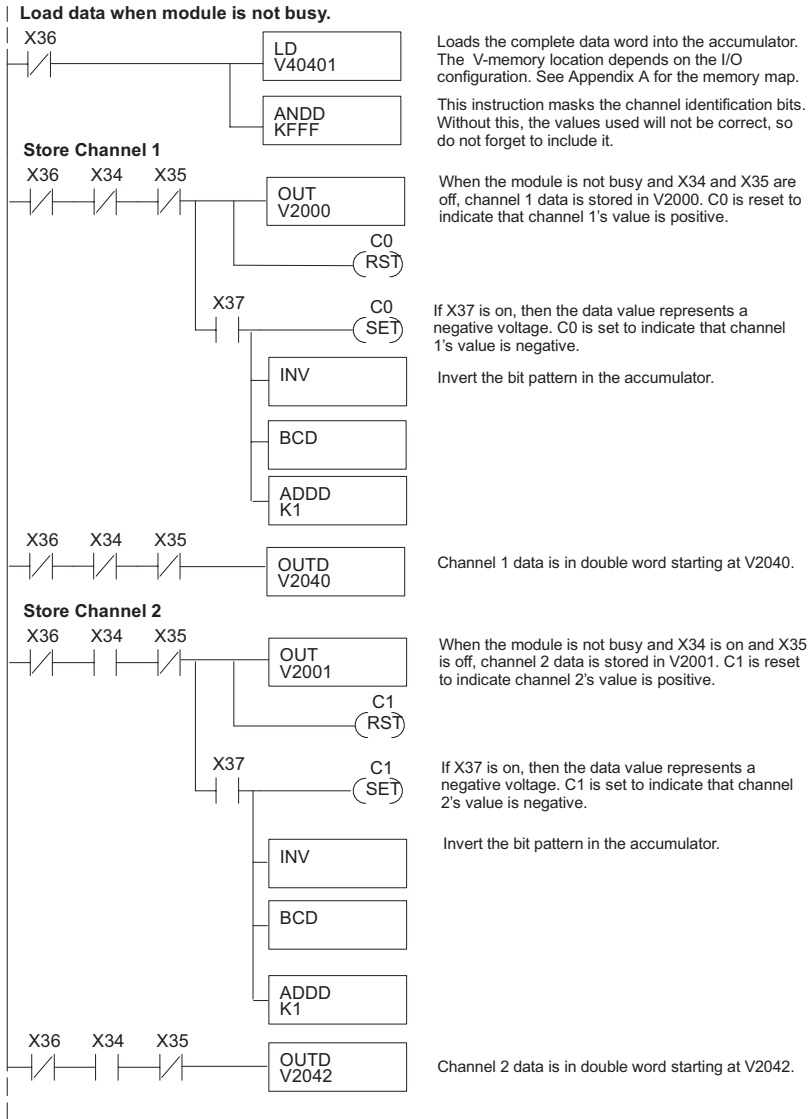 Load data when module is not busy.
X36
LD
V40401
Loads the complete data word into the accumulator.
The V-memory location depends on the I/O
configuration. See Appendix A for the memory map.
ANDD
KFFF
This instruction masks the channel identification bits.
Without this, the values used will not be correct, so
do not forget to include it.
Store Channel 1
X36 X34 X35
OUT
V2000
When the module is not busy and X34 and X35 are
off, channel 1 data is stored in V2000. C0 is reset to
indicate that channel 1's value is positive.
C0
RST
X37
C0
SET
If X37 is on, then the data value represents a
negative voltage. C0 is set to indicate that channel
1's value is negative.
INV
Invert the bit pattern in the accumulator.
BCD
ADDD
K1
X36 X34 X35
OUTD
V2040
Channel 1 data is in double word starting at V2040.
Store Channel 2
X36 X34 X35
OUT
V2001
When the module is not busy and X34 is on and X35
is off, channel 2 data is stored in V2001. C1 is reset
to indicate channel 2's value is positive.
C1
RST
X37
C1
SET
If X37 is on, then the data value represents a
negative voltage. C1 is set to indicate that channel
2's value is negative.
INV
Invert the bit pattern in the accumulator.
BCD
ADDD
K1
X36 X34 X35
OUTD
V2042
Channel 2 data is in double word starting at V2042.